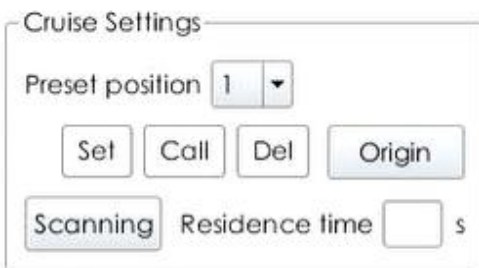 Cruise Settings
Preset position 1
Set Call Del Origin
Scanning Residence time s